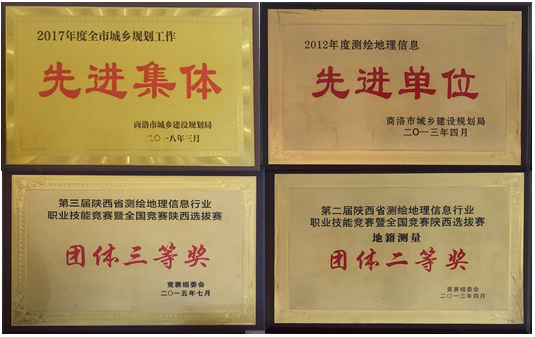 2017年度全市城乡规划工作
先进集体
商洛市城乡建设规划局
二〇一八年三月
2012年度测绘地理信息
先进单位
商洛市城乡建设规划局
二〇一三年四月
第三届陕西省测绘地理信息行业
职业技能竞赛暨全国竞赛陕西选拔赛
团体三等奖
竞赛组委会
二〇一五年七月
第二届陕西省测绘地理信息行业
职业技能竞赛暨全国竞赛陕西选拔赛
地籍测量
团体二等奖
竞赛组委会
二〇一三年四月